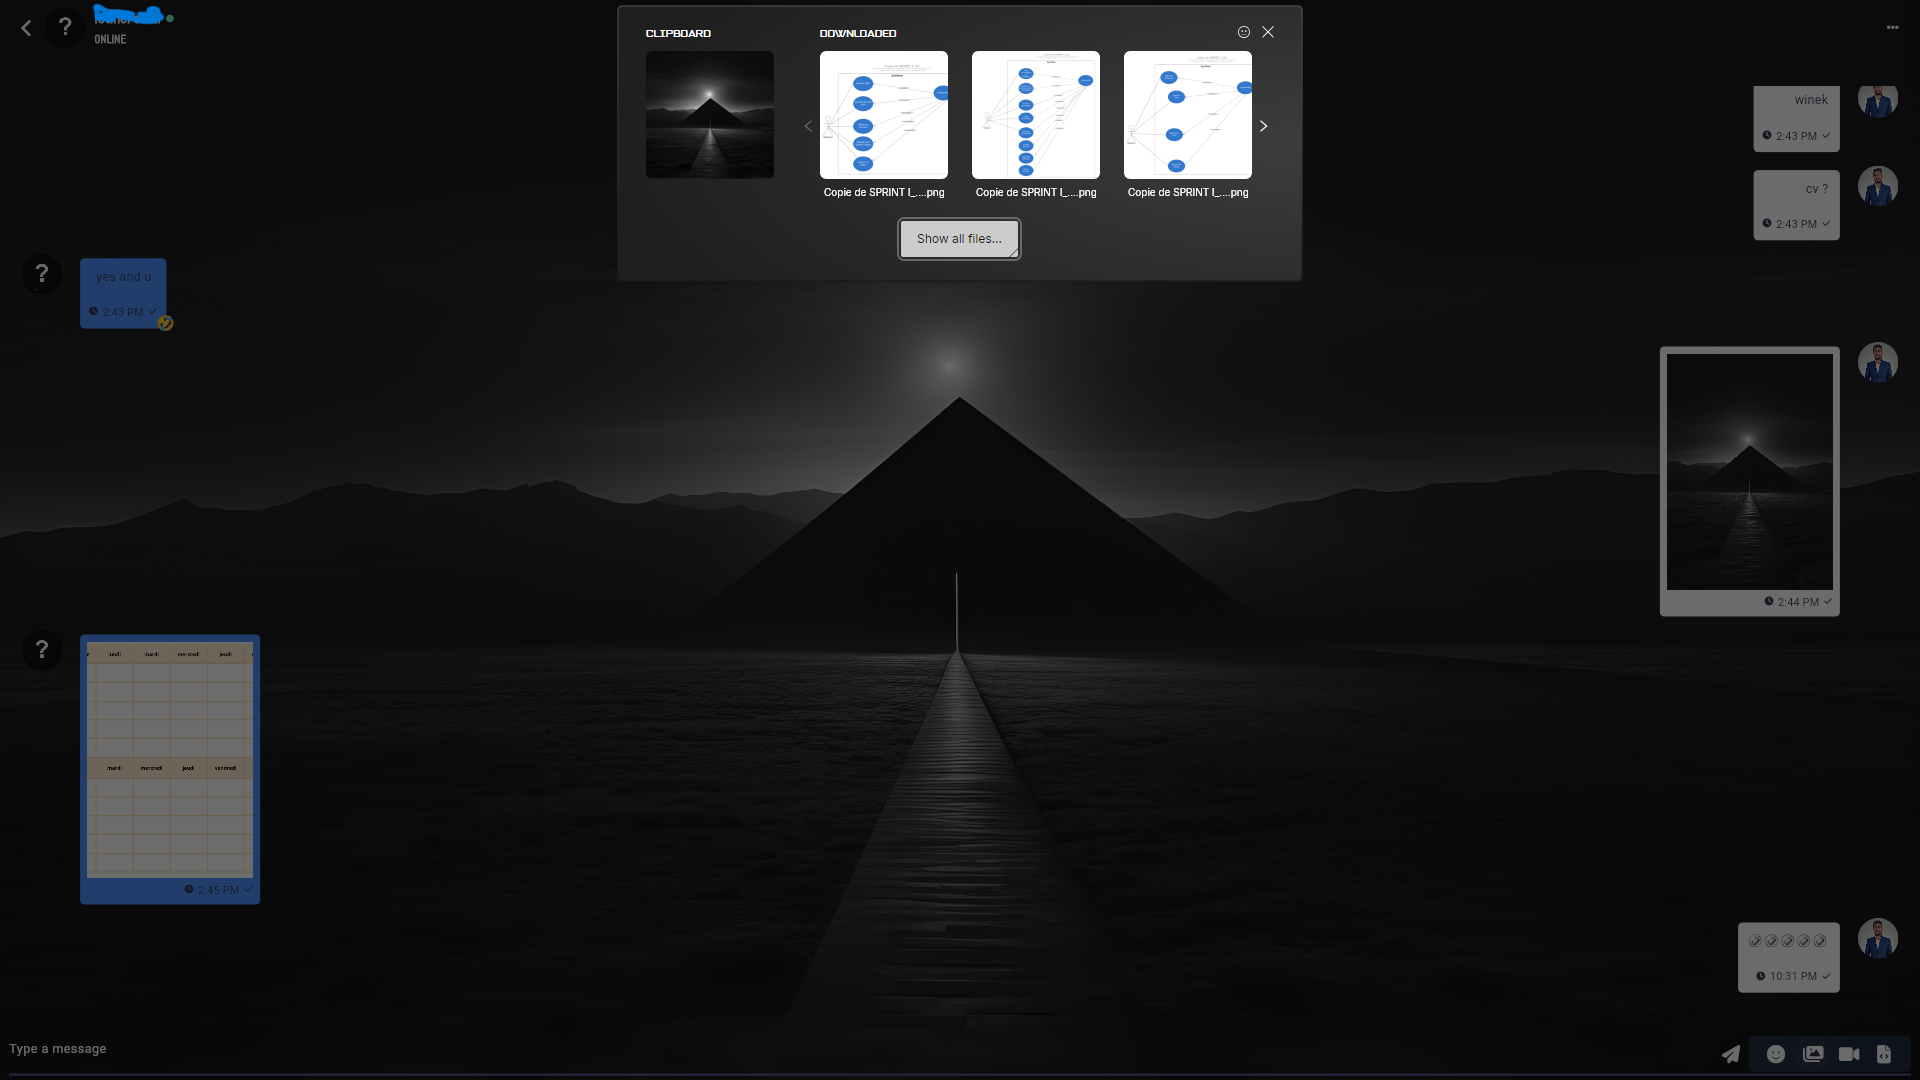 ONLINE
CLIPBOARD
DOWNLOADED
Copie de SPRINT I_....png
Copie de SPRINT I_....png
Copie de SPRINT I_....png
Show all files...
winek
2:43 PM
cv ?
2:43 PM
yes and u
2:43 PM
2:44 PM
lundi mardi mercredi jeudi
mardi mercredi jeudi vendredi
2:45 PM
10:31 PM
Type a message